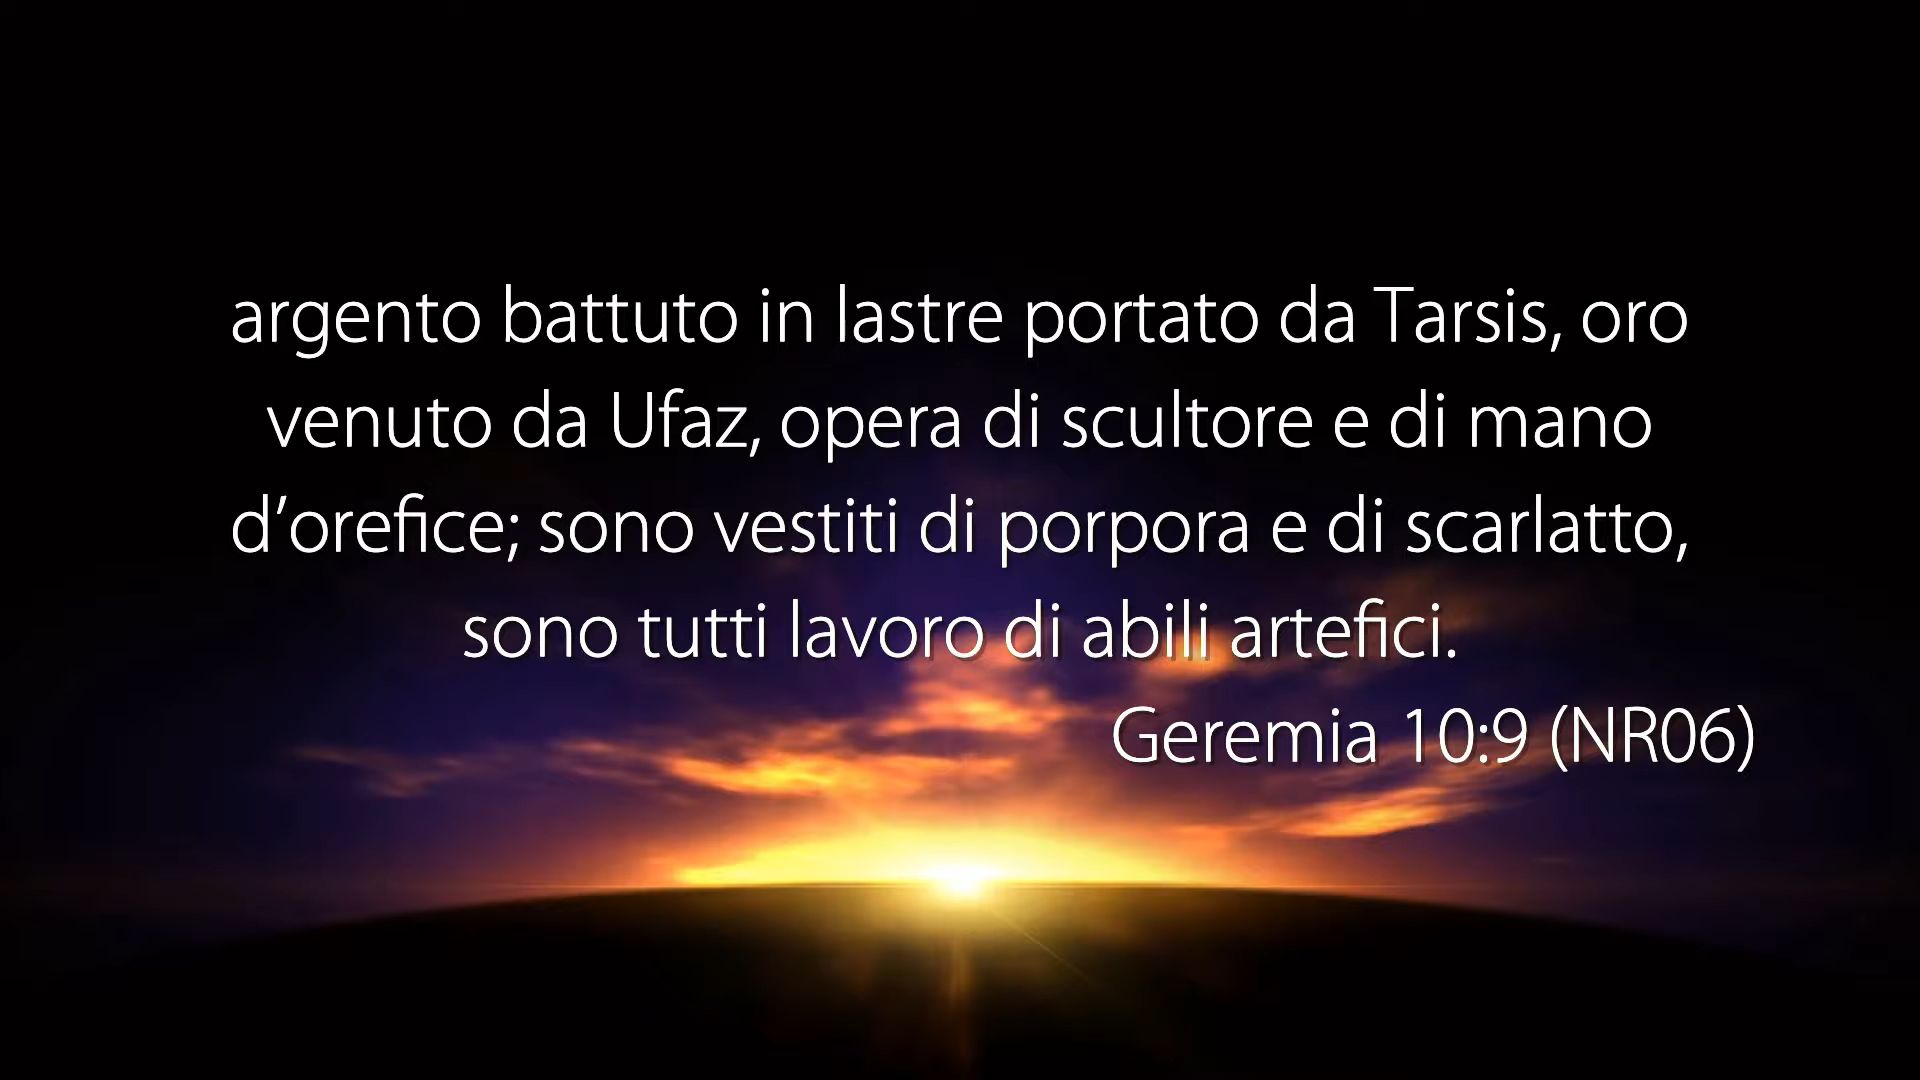 argento battuto in lastre portato da Tarsis, oro
venuto da Ufaz, opera di scultore e di mano
d’orefice; sono vestiti di porpora e di scarlatto,
sono tutti lavoro di abili artefici.
Geremia 10:9 (NR06)